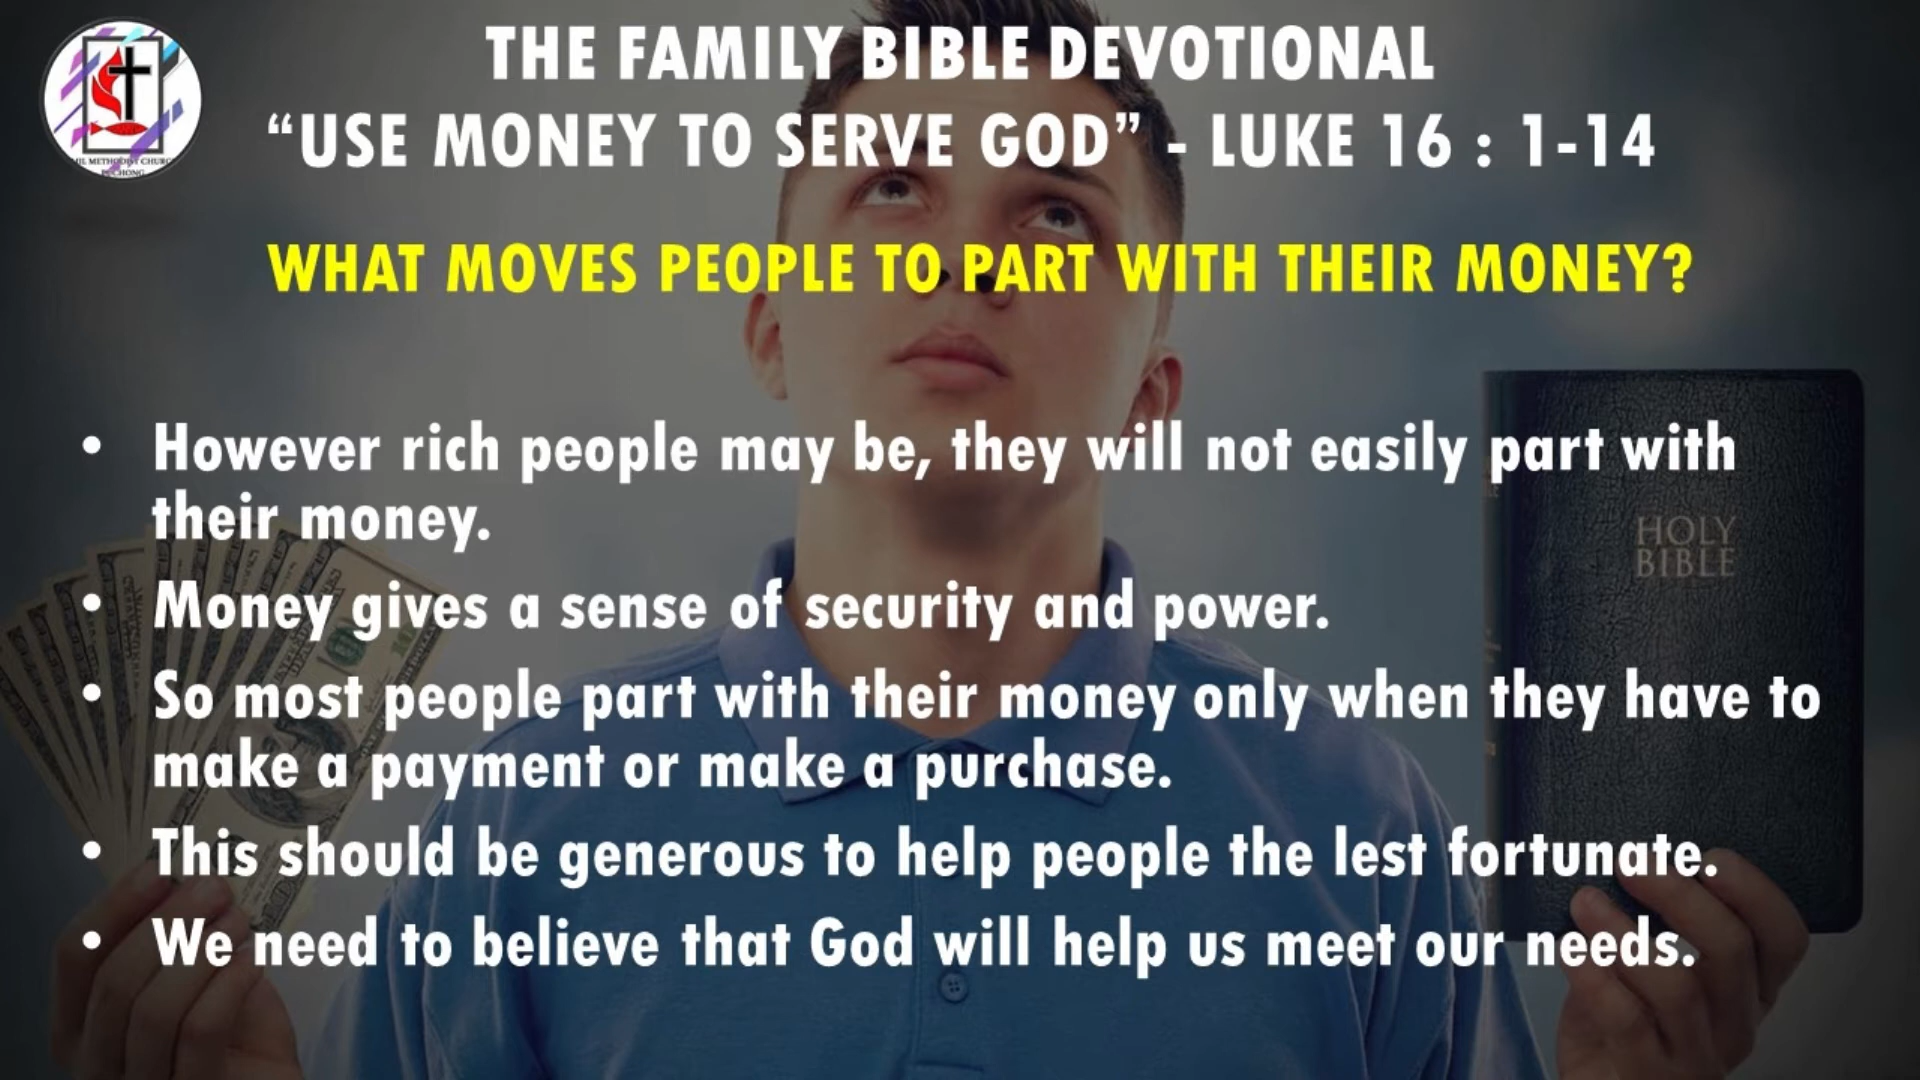 THE FAMILY BIBLE DEVOTIONAL
“USE MONEY TO SERVE GOD” - LUKE 16 : 1-14
WHAT MOVES PEOPLE TO PART WITH THEIR MONEY?
• However rich people may be, they will not easily part with
their money.
• Money gives a sense of security and power.
• So most people part with their money only when they have to
make a payment or make a purchase.
• This should be generous to help people the lest fortunate.
• We need to believe that God will help us meet our needs.
HOLY
BIBLE
METHODIST CHURC